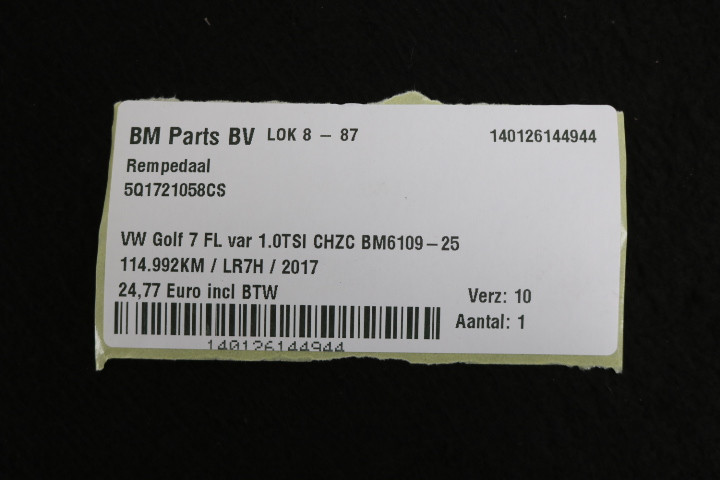 BM Parts BV LOK 8 - 87 140126144944
Rempedaal
5Q1721058CS
VW Golf 7 FL var 1.0TSI CHZC BM6109-25
114.992KM / LR7H / 2017
24,77 Euro incl BTW Verz: 10
Aantal: 1
140126144944